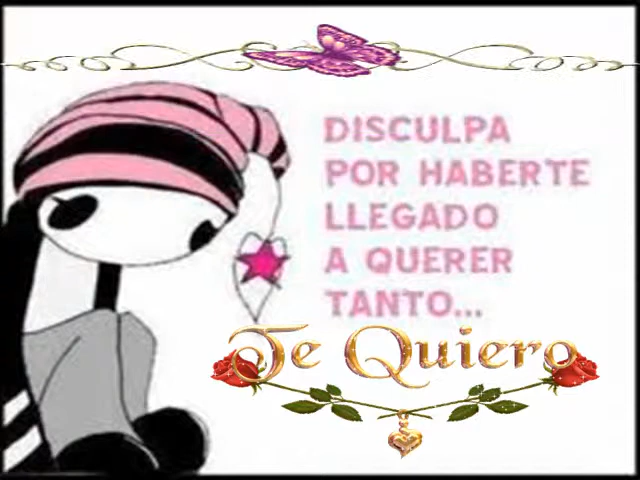 DISCULPA
POR HABERTE
LLEGADO
A QUERER
TANTO...
Te Quiero